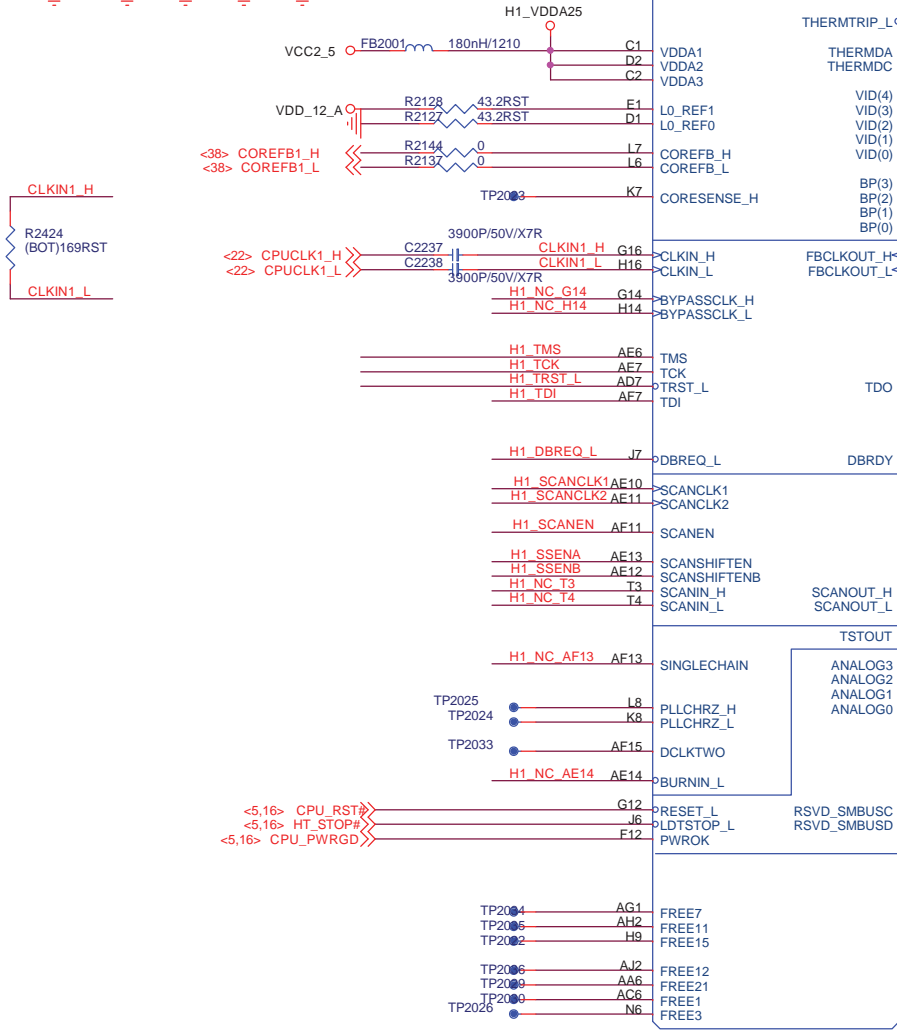 H1_VDDA25
THERMTRIP_L
VCC2_5 FB2001 180nH/1210 C1 VDDA1 THERMDA
D2 VDDA2 THERMDC
C2 VDDA3
VID(4)
VDD_12_A R2128 43.2RST E1 L0_REF1 VID(3)
R2127 43.2RST D1 L0_REF0 VID(2)
VID(1)
<38> COREFB1_H R2144 0 L7 COREFB_H VID(0)
<38> COREFB1_L R2137 0 L6 COREFB_L
BP(3)
CLKIN1_H TP2023 K7 CORESENSE_H BP(2)
BP(1)
BP(0)
R2424
(BOT)169RST
3900P/50V/X7R
<22> CPUCLK1_H C2237 CLKIN1_H G16 CLKIN_H FBCLKOUT_H
<22> CPUCLK1_L C2238 CLKIN1_L H16 CLKIN_L FBCLKOUT_L
3900P/50V/X7R
CLKIN1_L H1_NC_G14 G14 BYPASSCLK_H
H1_NC_H14 H14 BYPASSCLK_L
H1_TMS AE6 TMS
H1_TCK AE7 TCK
H1_TRST_L AD7 TRST_L TDO
H1_TDI AF7 TDI
H1_DBREQ_L J7 DBREQ_L DBRDY
H1_SCANCLK1 AE10 SCANCLK1
H1_SCANCLK2 AE11 SCANCLK2
H1_SCANEN AF11 SCANEN
H1_SSENA AE13 SCANSHIFTEN
H1_SSENB AE12 SCANSHIFTENB
H1_NC_T3 T3 SCANIN_H SCANOUT_H
H1_NC_T4 T4 SCANIN_L SCANOUT_L
TSTOUT
H1_NC_AF13 AF13 SINGLECHAIN ANALOG3
ANALOG2
ANALOG1
TP2025 L8 PLLCHRZ_H ANALOG0
TP2024 K8 PLLCHRZ_L
TP2033 AF15 DCLKTWO
H1_NC_AE14 AE14 BURNIN_L
<5,16> CPU_RST# G12 RESET_L RSVD_SMBUSC
<5,16> HT_STOP# J6 LDTSTOP_L RSVD_SMBUSD
<5,16> CPU_PWRGD F12 PWROK
TP2034 AG1 FREE7
TP2035 AH2 FREE11
TP2022 H9 FREE15
TP2036 AJ2 FREE12
TP2029 AA6 FREE21
TP2030 AC6 FREE1
TP2026 N6 FREE3